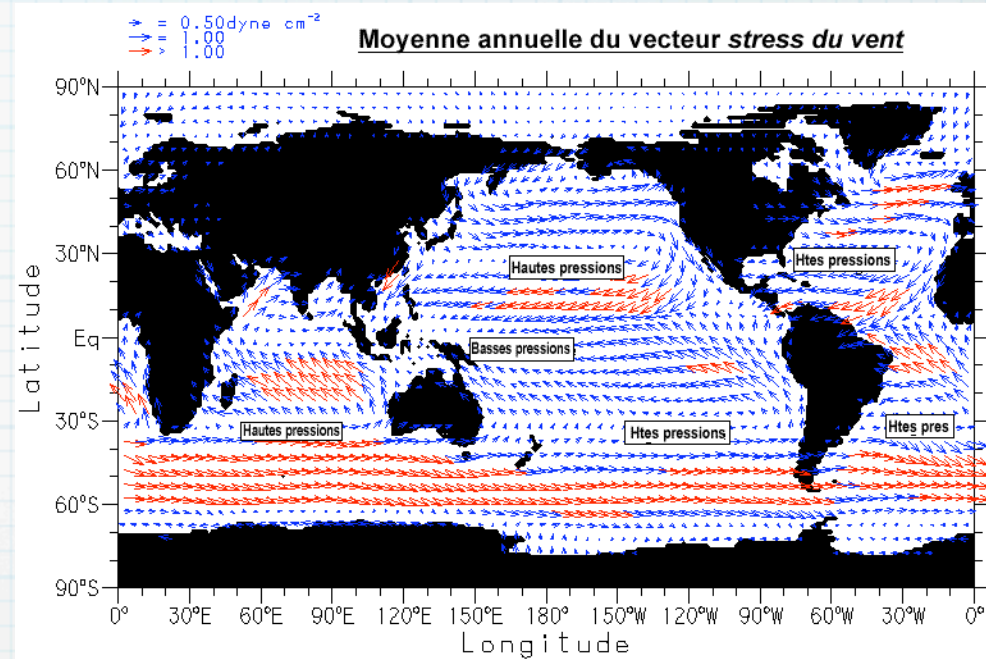 → = 0.50dyne cm⁻²
→ = 1.00
→ > 1.00
Moyenne annuelle du vecteur stress du vent
90°N
60°N
30°N
Eq
30°S
60°S
90°S
Latitude
Hautes pressions
Htes pressions
Basses pressions
Hautes pressions
Htes pressions
Htes pres
0° 30°E 60°E 90°E 120°E 150°E 180° 150°W 120°W 90°W 60°W 30°W 0°
Longitude